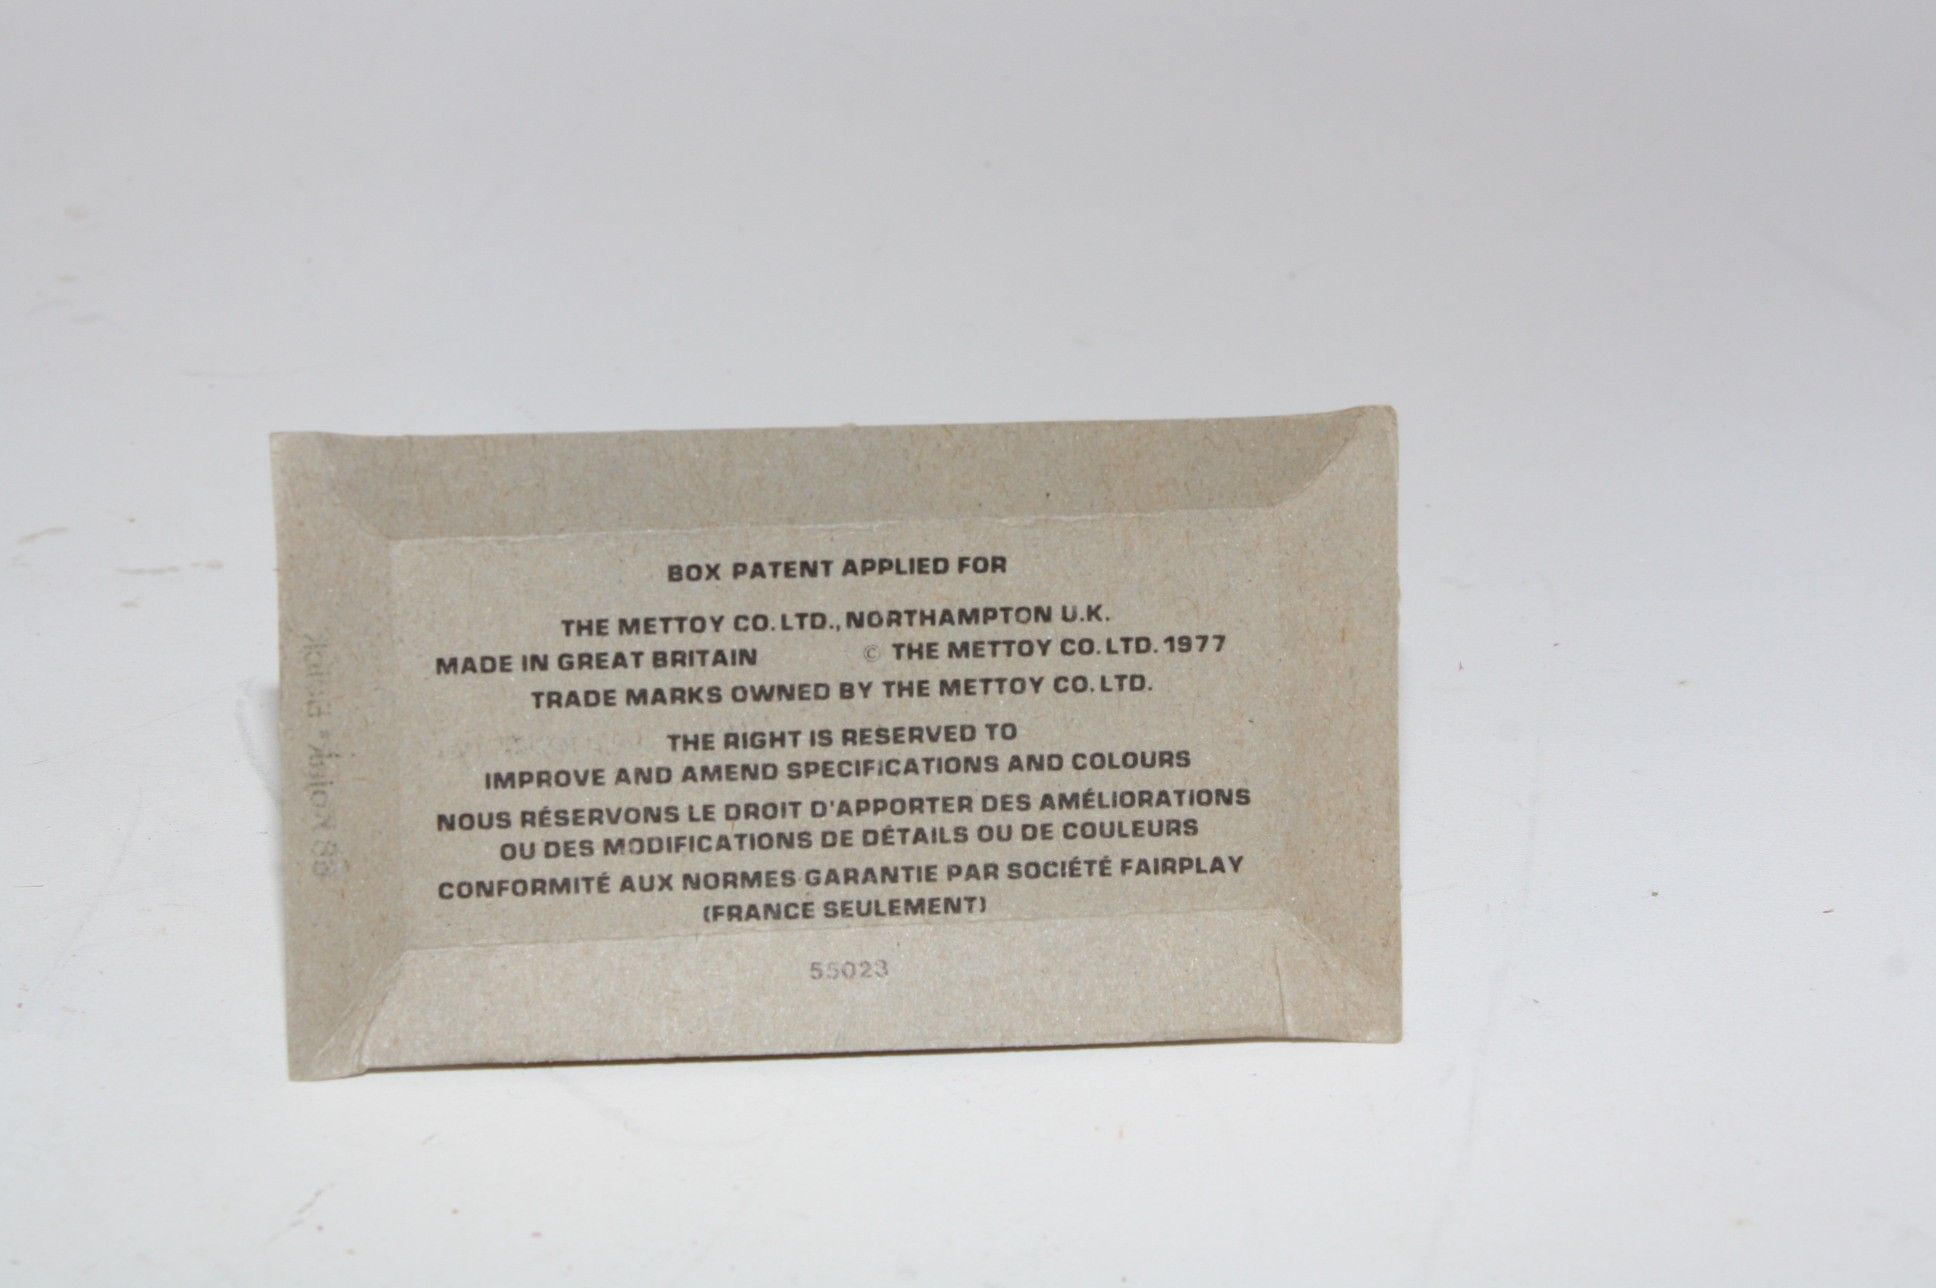 BOX PATENT APPLIED FOR
THE METTOY CO. LTD., NORTHAMPTON U.K.
MADE IN GREAT BRITAIN © THE METTOY CO. LTD. 1977
TRADE MARKS OWNED BY THE METTOY CO. LTD.
THE RIGHT IS RESERVED TO
IMPROVE AND AMEND SPECIFICATIONS AND COLOURS
NOUS RÉSERVONS LE DROIT D'APPORTER DES AMÉLIORATIONS
OU DES MODIFICATIONS DE DÉTAILS OU DE COULEURS
CONFORMITÉ AUX NORMES GARANTIE PAR SOCIÉTÉ FAIRPLAY
(FRANCE SEULEMENT)
55023